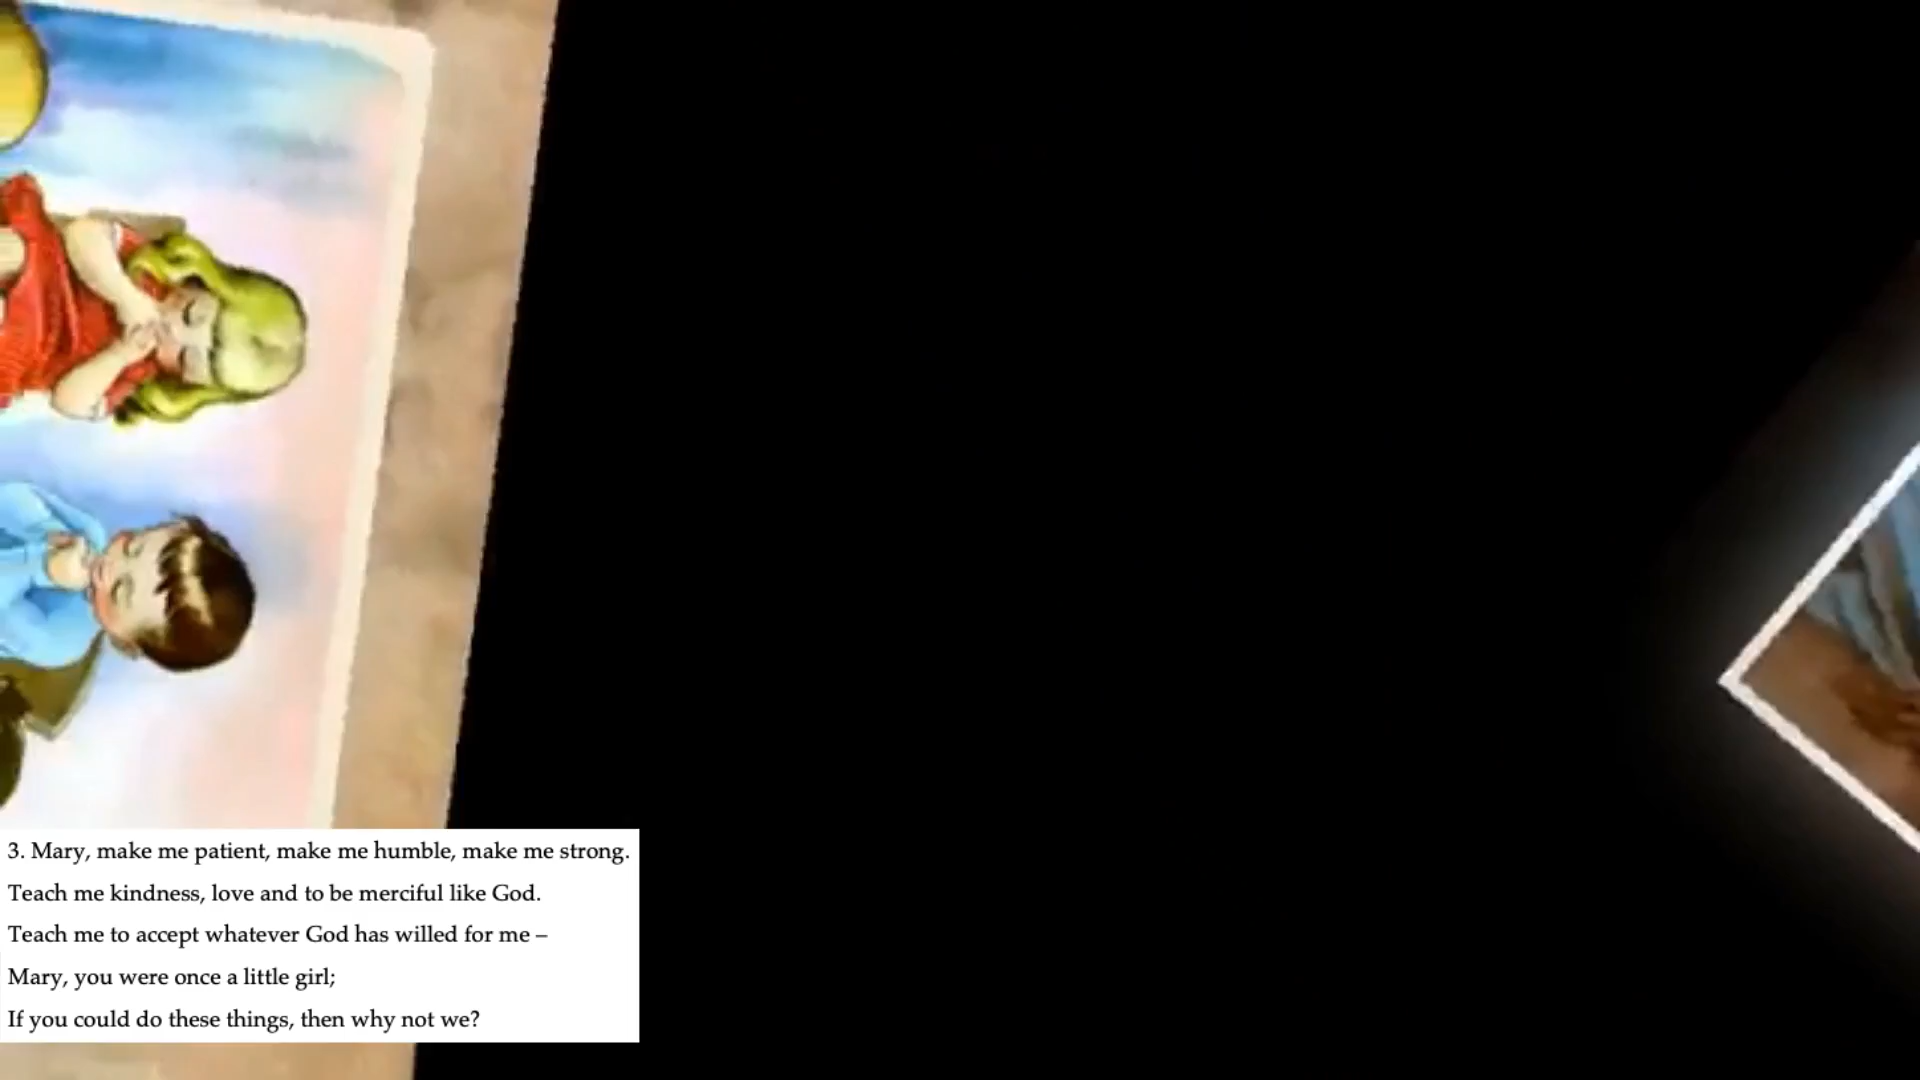 3. Mary, make me patient, make me humble, make me strong.
Teach me kindness, love and to be merciful like God.
Teach me to accept whatever God has willed for me –
Mary, you were once a little girl;
If you could do these things, then why not we?